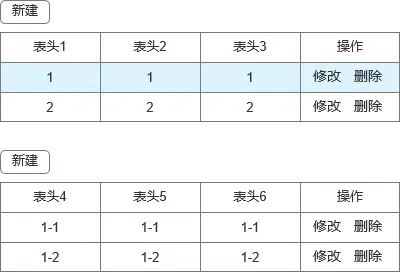 新建
表头1 表头2 表头3 操作
1 1 1 修改 删除
2 2 2 修改 删除
新建
表头4 表头5 表头6 操作
1-1 1-1 1-1 修改 删除
1-2 1-2 1-2 修改 删除